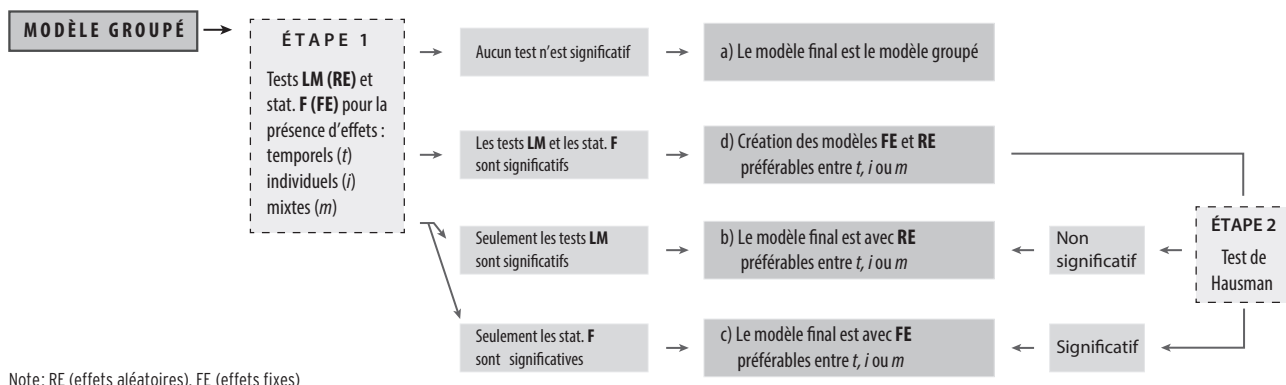 MODÈLE GROUPÉ
ÉTAPE 1
Tests LM (RE) et
stat. F (FE) pour la
présence d'effets :
temporels (t)
individuels (i)
mixtes (m)
Aucun test n'est significatif
a) Le modèle final est le modèle groupé
Les tests LM et les stat. F
sont significatifs
d) Création des modèles FE et RE
préférables entre t, i ou m
Seulement les tests LM
sont significatifs
b) Le modèle final est avec RE
préférables entre t, i ou m
Non
significatif
ÉTAPE 2
Test de
Hausman
Seulement les stat. F
sont significatives
c) Le modèle final est avec FE
préférables entre t, i ou m
Significatif
Note: RE (effets aléatoires), FE (effets fixes)